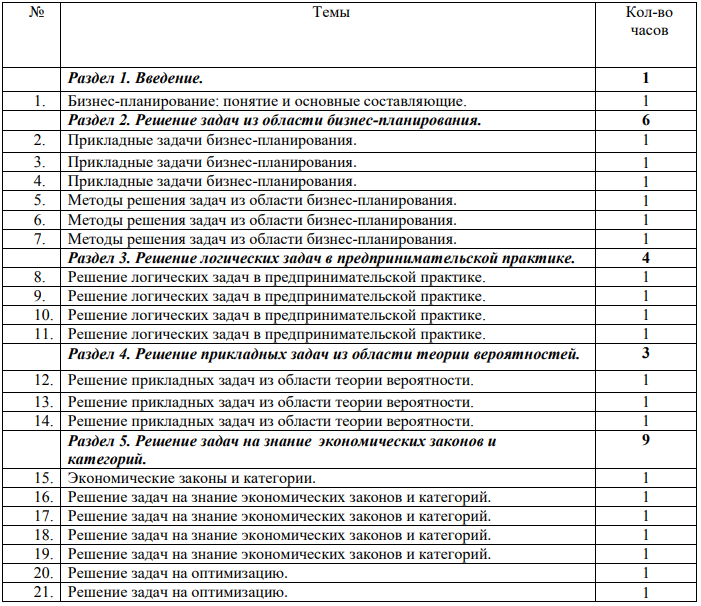 № Темы Кол-во
часов
Раздел 1. Введение. 1
1. Бизнес-планирование: понятие и основные составляющие. 1
Раздел 2. Решение задач из области бизнес-планирования. 6
2. Прикладные задачи бизнес-планирования. 1
3. Прикладные задачи бизнес-планирования. 1
4. Прикладные задачи бизнес-планирования. 1
5. Методы решения задач из области бизнес-планирования. 1
6. Методы решения задач из области бизнес-планирования. 1
7. Методы решения задач из области бизнес-планирования. 1
Раздел 3. Решение логических задач в предпринимательской практике. 4
8. Решение логических задач в предпринимательской практике. 1
9. Решение логических задач в предпринимательской практике. 1
10. Решение логических задач в предпринимательской практике. 1
11. Решение логических задач в предпринимательской практике. 1
Раздел 4. Решение прикладных задач из области теории вероятностей. 3
12. Решение прикладных задач из области теории вероятности. 1
13. Решение прикладных задач из области теории вероятности. 1
14. Решение прикладных задач из области теории вероятности. 1
Раздел 5. Решение задач на знание экономических законов и 9
категорий.
15. Экономические законы и категории. 1
16. Решение задач на знание экономических законов и категорий. 1
17. Решение задач на знание экономических законов и категорий. 1
18. Решение задач на знание экономических законов и категорий. 1
19. Решение задач на знание экономических законов и категорий. 1
20. Решение задач на оптимизацию. 1
21. Решение задач на оптимизацию. 1